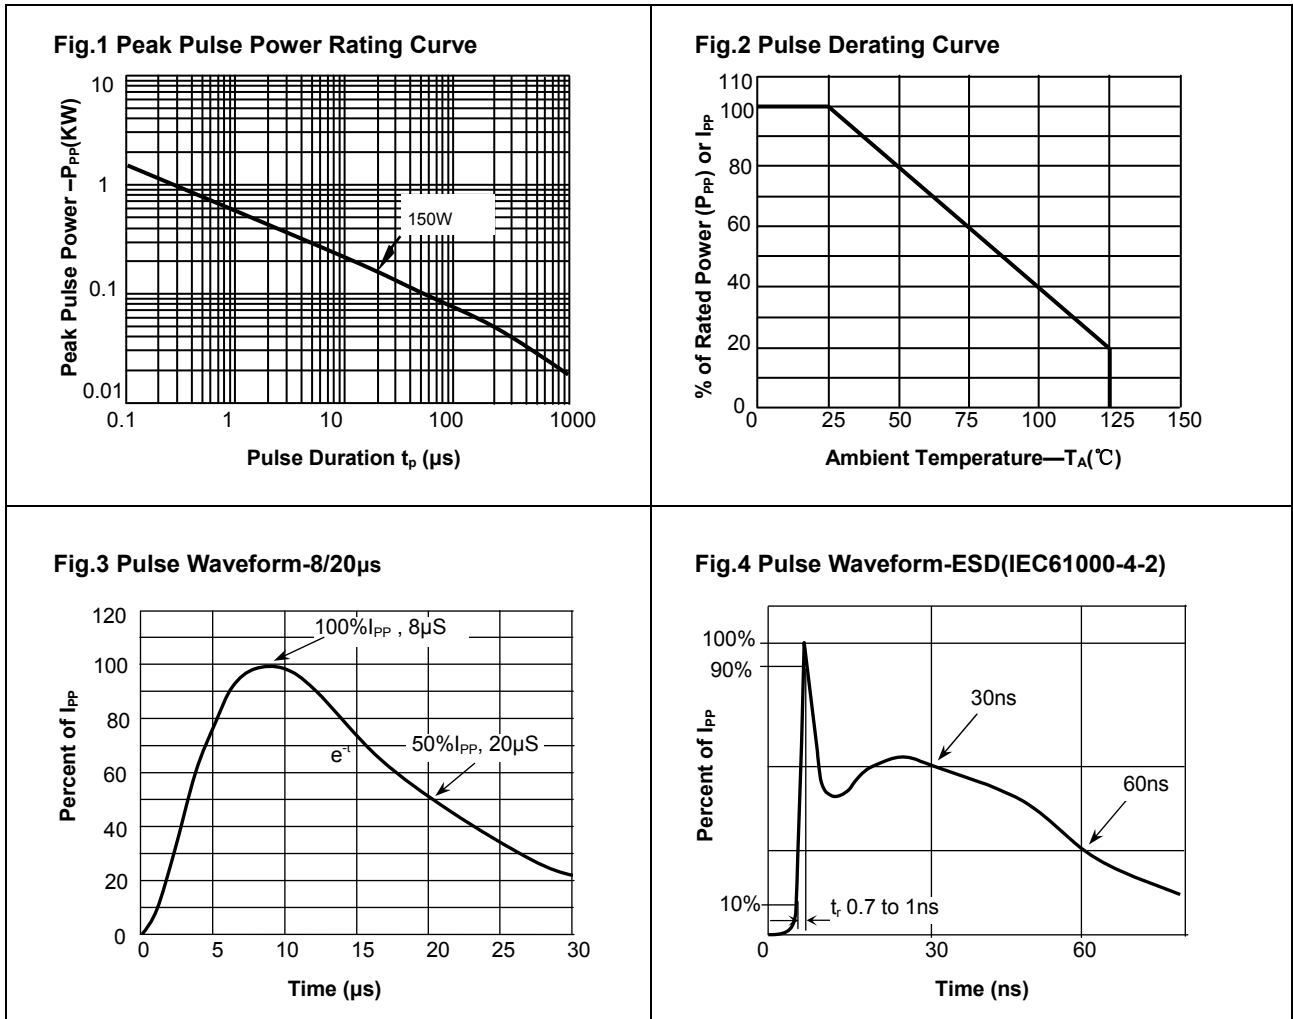 Fig.1 Peak Pulse Power Rating Curve
Peak Pulse Power –PPP(KW)
10
1
0.1
0.01
150W
0.1 1 10 100 1000
Pulse Duration tp (µs)
Fig.2 Pulse Derating Curve
% of Rated Power (PPP) or IPP
110
100
80
60
40
20
0
25 50 75 100 125 150
Ambient Temperature—TA(℃)
Fig.3 Pulse Waveform-8/20µs
Percent of IPP
120
100
80
60
40
20
0
100%IPP , 8µS
e-t
50%IPP, 20µS
0 5 10 15 20 25 30
Time (µs)
Fig.4 Pulse Waveform-ESD(IEC61000-4-2)
Percent of IPP
100%
90%
10%
30ns
60ns
tr 0.7 to 1ns
0 30 60
Time (ns)